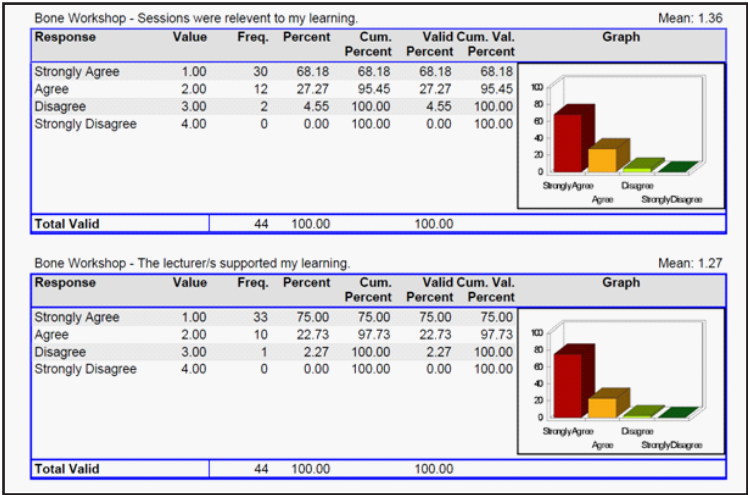 Bone Workshop - Sessions were relevent to my learning. Mean: 1.36
Response Value Freq. Percent Cum. Percent Valid Percent Cum. Val. Percent Graph
Strongly Agree 1.00 30 68.18 68.18 68.18 68.18
Agree 2.00 12 27.27 95.45 27.27 95.45
Disagree 3.00 2 4.55 100.00 4.55 100.00
Strongly Disagree 4.00 0 0.00 100.00 0.00 100.00
100
80
60
40
20
0
StronglyAgree Disagree
Agree StronglyDisagree
Total Valid 44 100.00 100.00
Bone Workshop - The lecturer/s supported my learning. Mean: 1.27
Response Value Freq. Percent Cum. Percent Valid Percent Cum. Val. Percent Graph
Strongly Agree 1.00 33 75.00 75.00 75.00 75.00
Agree 2.00 10 22.73 97.73 22.73 97.73
Disagree 3.00 1 2.27 100.00 2.27 100.00
Strongly Disagree 4.00 0 0.00 100.00 0.00 100.00
100
80
60
40
20
0
StronglyAgree Disagree
Agree StronglyDisagree
Total Valid 44 100.00 100.00